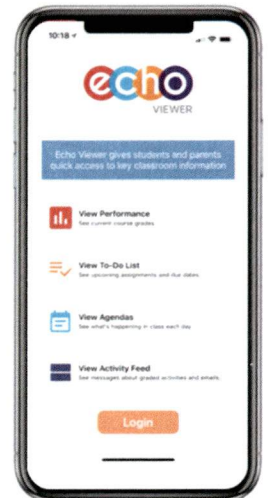 10:18
echo
VIEWER
Echo Viewer gives students and parents
quick access to key classroom information
View Performance
See current course grades.
View To-Do List
See upcoming assignments and due dates.
View Agendas
See what's happening in class each day.
View Activity Feed
See messages about graded activities and emails.
Login